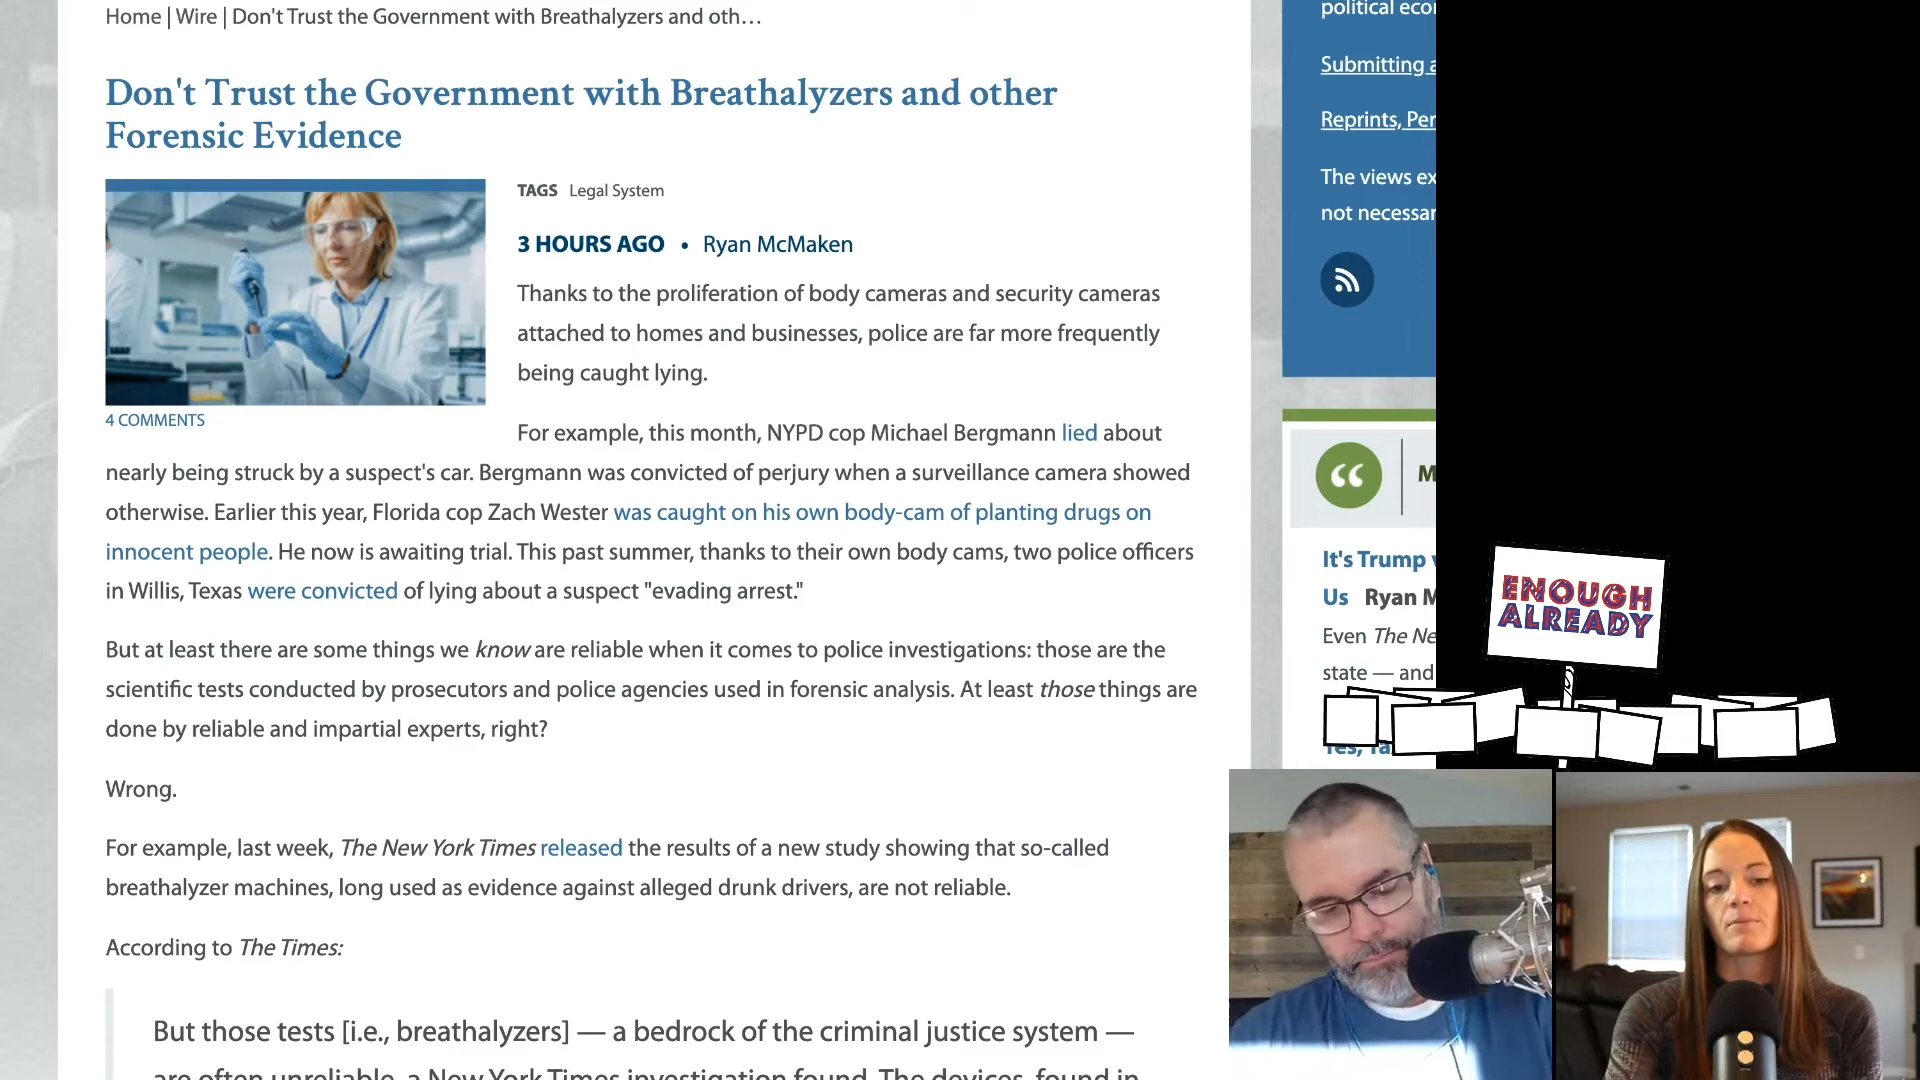 Home | Wire | Don't Trust the Government with Breathalyzers and oth…
Don't Trust the Government with Breathalyzers and other
Forensic Evidence
TAGS Legal System
3 HOURS AGO • Ryan McMaken
Thanks to the proliferation of body cameras and security cameras
attached to homes and businesses, police are far more frequently
being caught lying.
4 COMMENTS
For example, this month, NYPD cop Michael Bergmann lied about
nearly being struck by a suspect's car. Bergmann was convicted of perjury when a surveillance camera showed
otherwise. Earlier this year, Florida cop Zach Wester was caught on his own body-cam of planting drugs on
innocent people. He now is awaiting trial. This past summer, thanks to their own body cams, two police officers
in Willis, Texas were convicted of lying about a suspect "evading arrest."
But at least there are some things we know are reliable when it comes to police investigations: those are the
scientific tests conducted by prosecutors and police agencies used in forensic analysis. At least those things are
done by reliable and impartial experts, right?
Wrong.
For example, last week, The New York Times released the results of a new study showing that so-called
breathalyzer machines, long used as evidence against alleged drunk drivers, are not reliable.
According to The Times:
But those tests [i.e., breathalyzers] — a bedrock of the criminal justice system —
are often unreliable, a New York Times investigation found. The devices, found in
political
Submitting
Reprints,
The views
not
It's Trump
Us Ryan
Even The
state — and
ENOUGH
ALREADY